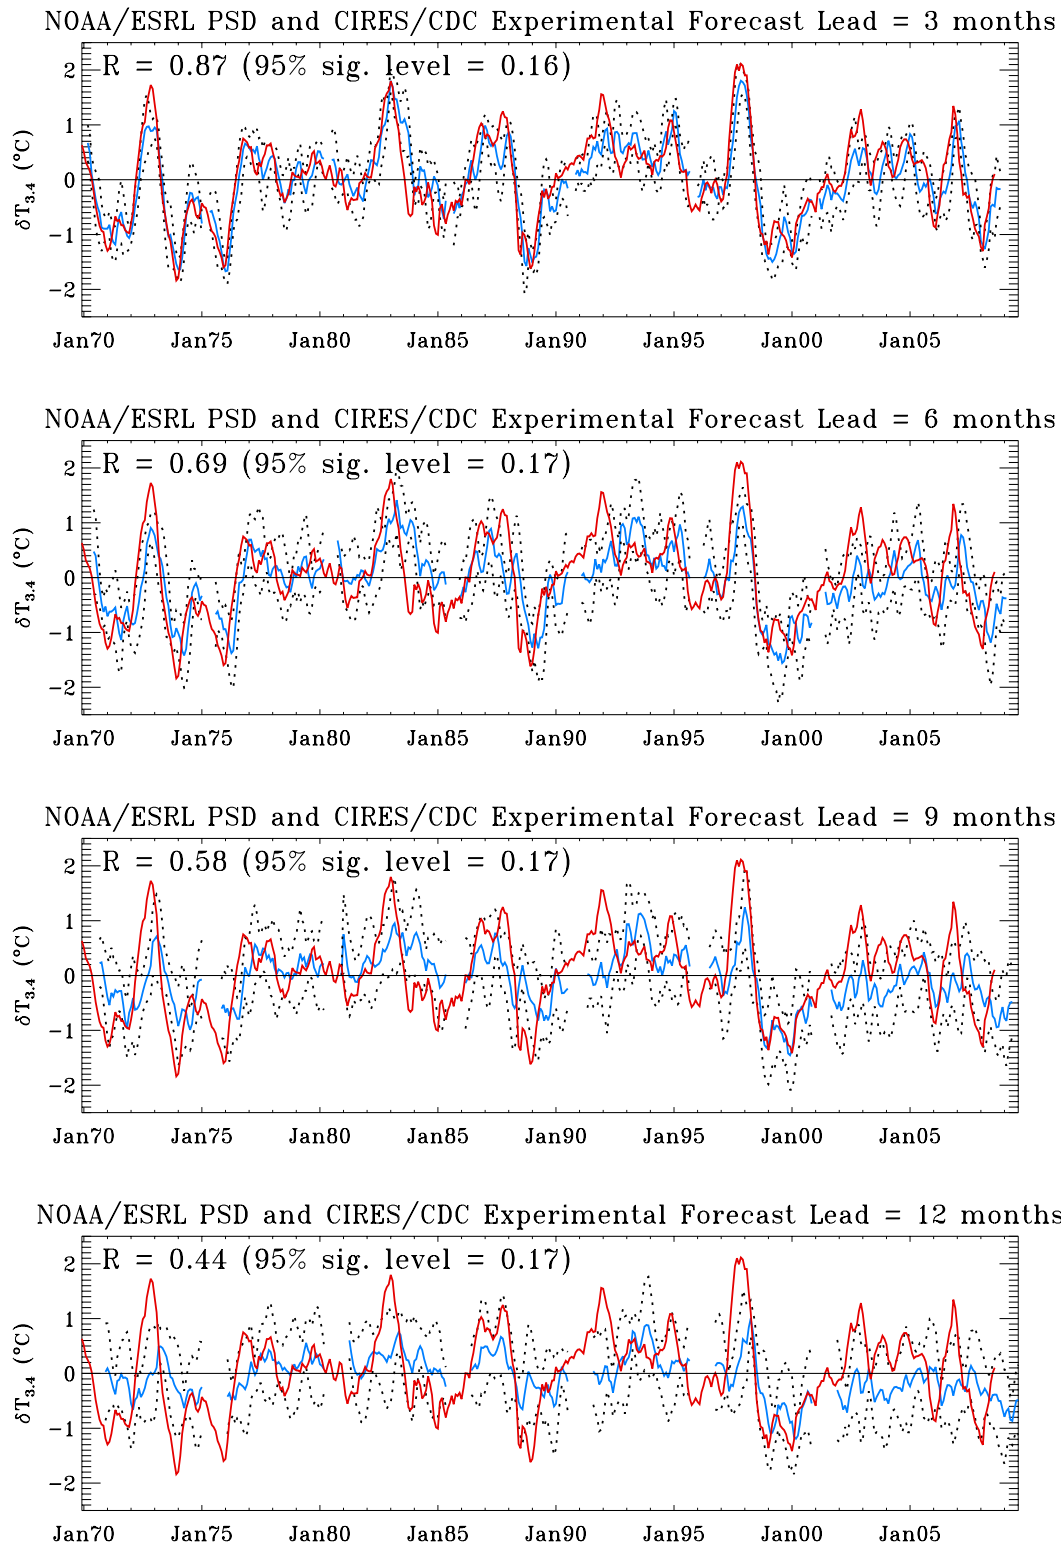 NOAA/ESRL PSD and CIRES/CDC Experimental Forecast Lead = 3 months
R = 0.87 (95% sig. level = 0.16)
2
1
0
−1
−2
δT3.4 (°C)
Jan70 Jan75 Jan80 Jan85 Jan90 Jan95 Jan00 Jan05
NOAA/ESRL PSD and CIRES/CDC Experimental Forecast Lead = 6 months
R = 0.69 (95% sig. level = 0.17)
2
1
0
−1
−2
δT3.4 (°C)
Jan70 Jan75 Jan80 Jan85 Jan90 Jan95 Jan00 Jan05
NOAA/ESRL PSD and CIRES/CDC Experimental Forecast Lead = 9 months
R = 0.58 (95% sig. level = 0.17)
2
1
0
−1
−2
δT3.4 (°C)
Jan70 Jan75 Jan80 Jan85 Jan90 Jan95 Jan00 Jan05
NOAA/ESRL PSD and CIRES/CDC Experimental Forecast Lead = 12 months
R = 0.44 (95% sig. level = 0.17)
2
1
0
−1
−2
δT3.4 (°C)
Jan70 Jan75 Jan80 Jan85 Jan90 Jan95 Jan00 Jan05